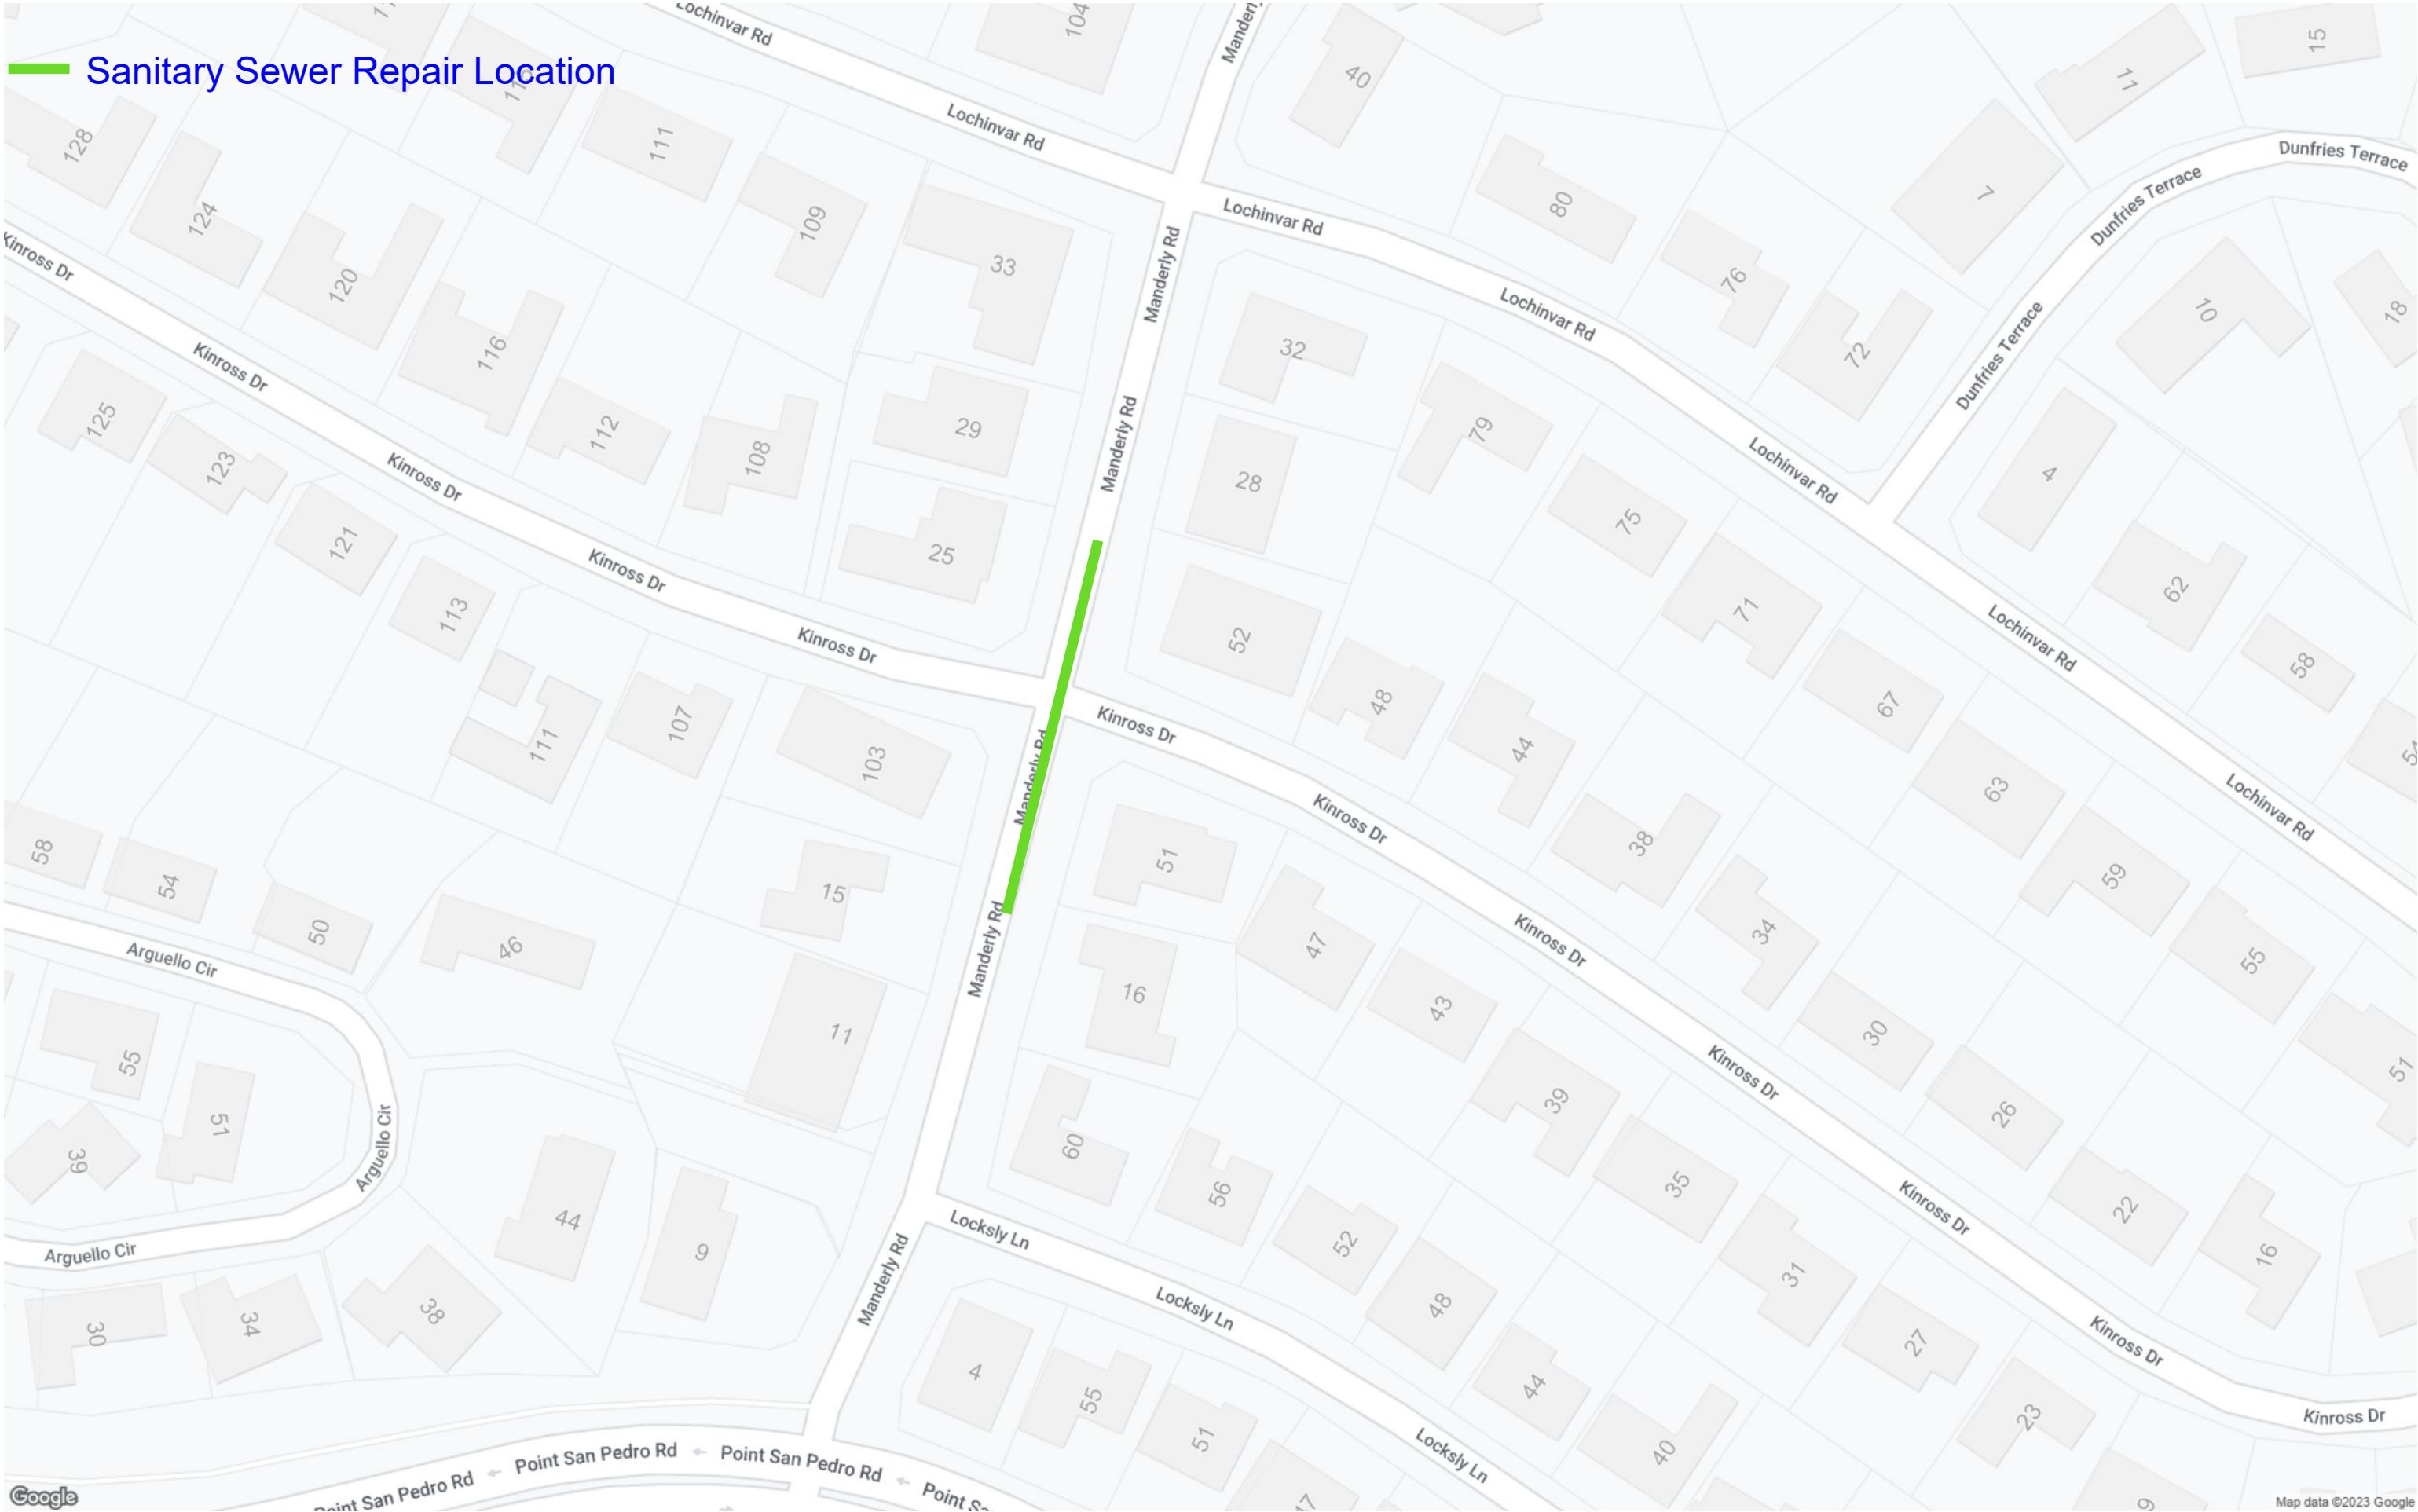 Lochinvar Rd
104
40
15
11
Sanitary Sewer Repair Location
128
111
Lochinvar Rd
Dunfries Terrace
Dunfries Terrace
7
80
Lochinvar Rd
124
109
Kinross Dr
33
Manderly Rd
76
120
10
18
Lochinvar Rd
32
72
Dunfries Terrace
116
Kinross Dr
125
123
112
108
29
Manderly Rd
28
79
Lochinvar Rd
4
Kinross Dr
75
121
25
Kinross Dr
113
52
71
62
Lochinvar Rd
Kinross Dr
58
48
67
107
111
103
Manderly Rd
Kinross Dr
44
63
Lochinvar Rd
Kinross Dr
38
58
54
15
51
59
34
50
46
Manderly Rd
47
Kinross Dr
55
Arguello Cir
16
43
30
11
55
51
Kinross Dr
39
26
51
39
Arguello Cir
60
56
35
Kinross Dr
22
44
9
Locksly Ln
52
16
Arguello Cir
Manderly Rd
31
30
34
38
Locksly Ln
48
27
Kinross Dr
4
55
44
23
Kinross Dr
51
40
Point San Pedro Rd
Point San Pedro Rd
Point San Pedro Rd
Locksly Ln
9
Google
Map data ©2023 Google